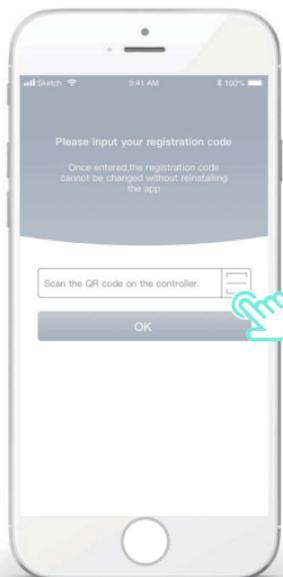 Sketch 9:41 AM 100%
Please input your registration code
Once entered,the registration code
cannot be changed without reinstalling
the app
Scan the QR code on the controller.
OK